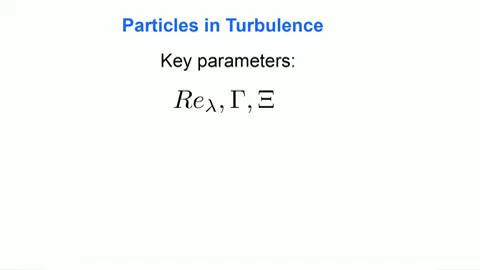 Particles in Turbulence
Key parameters:
Re_λ, Γ, Ξ